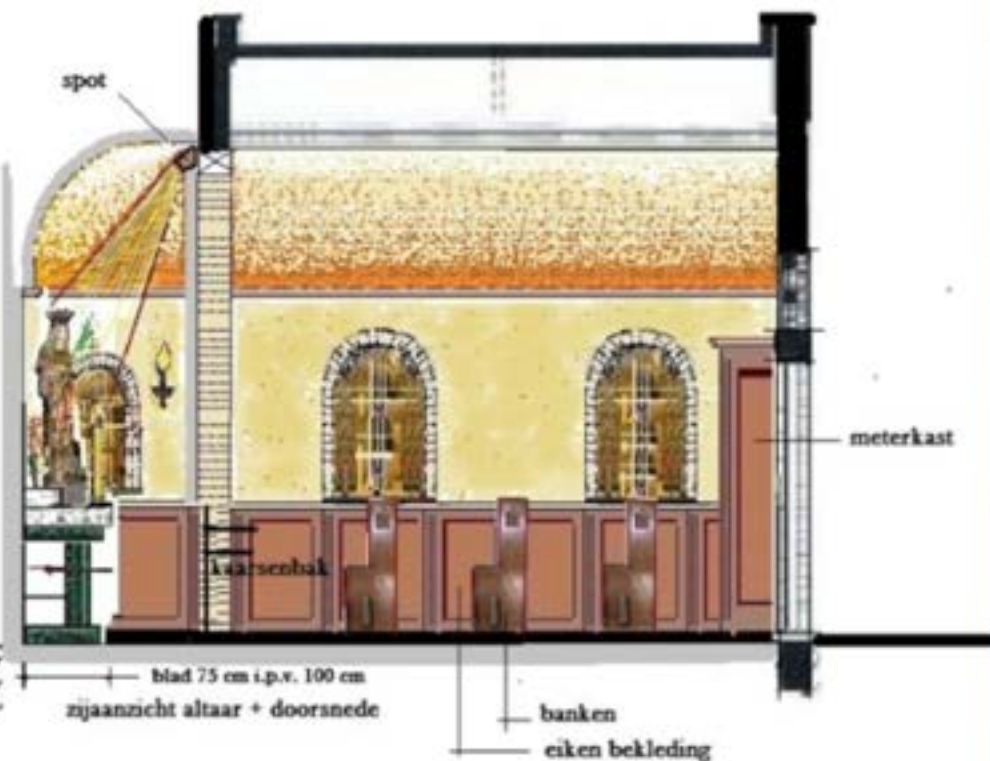 spot
meterkast
kaarsenbak
blad 75 cm i.p.v. 100 cm
zijaanzicht altaar + doorsnede
banken
eiken bekleding